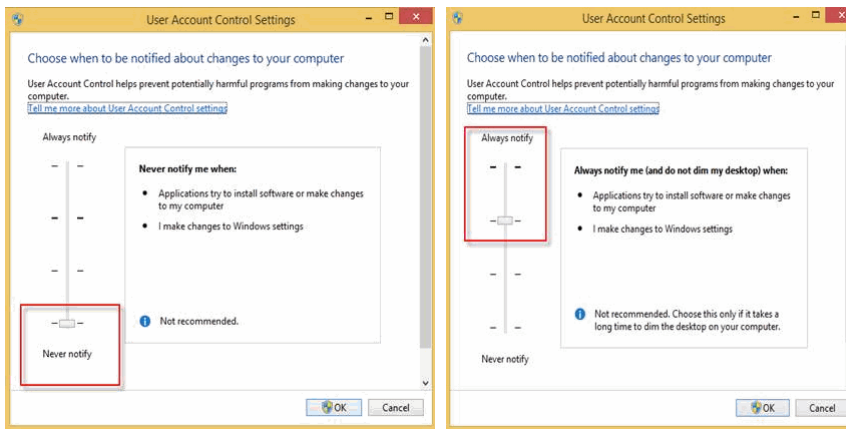 User Account Control Settings
Choose when to be notified about changes to your computer
User Account Control helps prevent potentially harmful programs from making changes to your
computer.
Tell me more about User Account Control settings
Always notify
Never notify me when:
• Applications try to install software or make changes
to my computer
• I make changes to Windows settings
Not recommended.
Never notify
OK
Cancel
User Account Control Settings
Choose when to be notified about changes to your computer
User Account Control helps prevent potentially harmful programs from making changes to your
computer.
Tell me more about User Account Control settings
Always notify
Always notify me (and do not dim my desktop) when:
• Applications try to install software or make changes
to my computer
• I make changes to Windows settings
Not recommended. Choose this only if it takes a
long time to dim the desktop on your computer.
Never notify
OK
Cancel